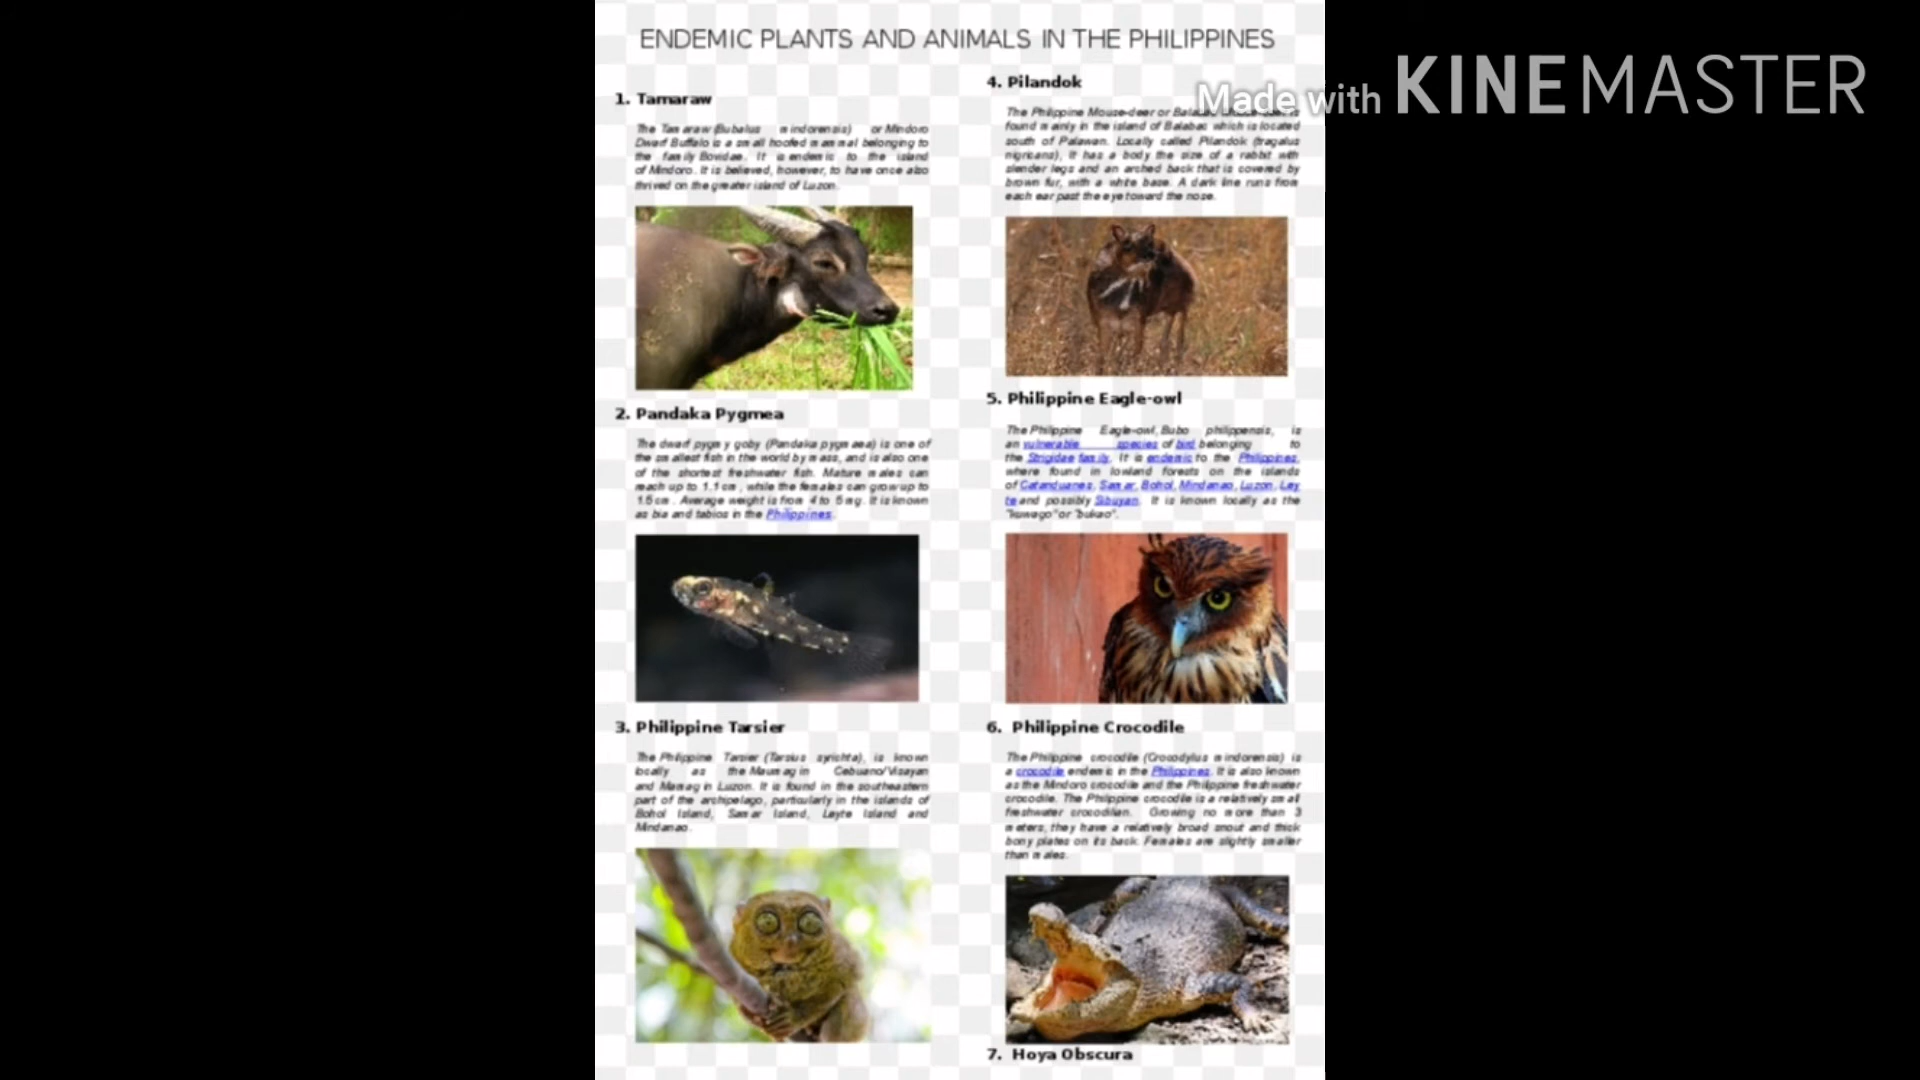 ENDEMIC PLANTS AND ANIMALS IN THE PHILIPPINES
Made with KINEMASTER
1. Tamaraw
The Tamaraw (Bubalus mindorensis) or Mindoro
Dwarf Buffalo is a small hoofed mammal belonging to
the family Bovidae. It is endemic to the island
of Mindoro. It is believed, however, to have once also
thrived on the greater island of Luzon.
2. Pandaka Pygmea
The dwarf pygmy goby (Pandaka pygmaea) is one of
the smallest fish in the world by mass, and is also one
of the shortest freshwater fish. Mature males can
reach up to 1.1 cm, while the females can grow up to
1.5 cm. Average weight is from 4 to 5 mg. It is known
as bia and tabios in the Philippines.
3. Philippine Tarsier
The Philippine Tarsier (Tarsius syrichta), is known
locally as the Maumag in Cebuano/Visayan
and Mamag in Luzon. It is found in the southeastern
part of the archipelago, particularly in the islands of
Bohol Island, Samar Island, Leyte Island and
Mindanao.
4. Pilandok
The Philippine Mouse-deer or
found mainly in the island of Balabac which is located
south of Palawan. Locally called Pilandok (tragalus
nigricans), It has a body the size of a rabbit with
slender legs and an arched back that is covered by
brown fur, with a white base. A dark line runs from
each ear past the eye toward the nose.
5. Philippine Eagle-owl
The Philippine Eagle-owl, Bubo philippensis, is
an vulnerable species of bird belonging to
the Strigidae family. It is endemic to the Philippines,
where found in lowland forests on the islands
of Catanduanes, Samar, Bohol, Mindanao, Luzon, Ley
te and possibly Sibuyan. It is known locally as the
"kuwago" or "bukao".
6. Philippine Crocodile
The Philippine crocodile (Crocodylus mindorensis) is
a crocodile endemic in the Philippines. It is also known
as the Mindoro crocodile and the Philippine freshwater
crocodile. The Philippine crocodile is a relatively small
freshwater crocodilian. Growing no more than 3
meters, they have a relatively broad snout and thick
bony plates on its back. Females are slightly smaller
than males.
7. Hoya Obscura